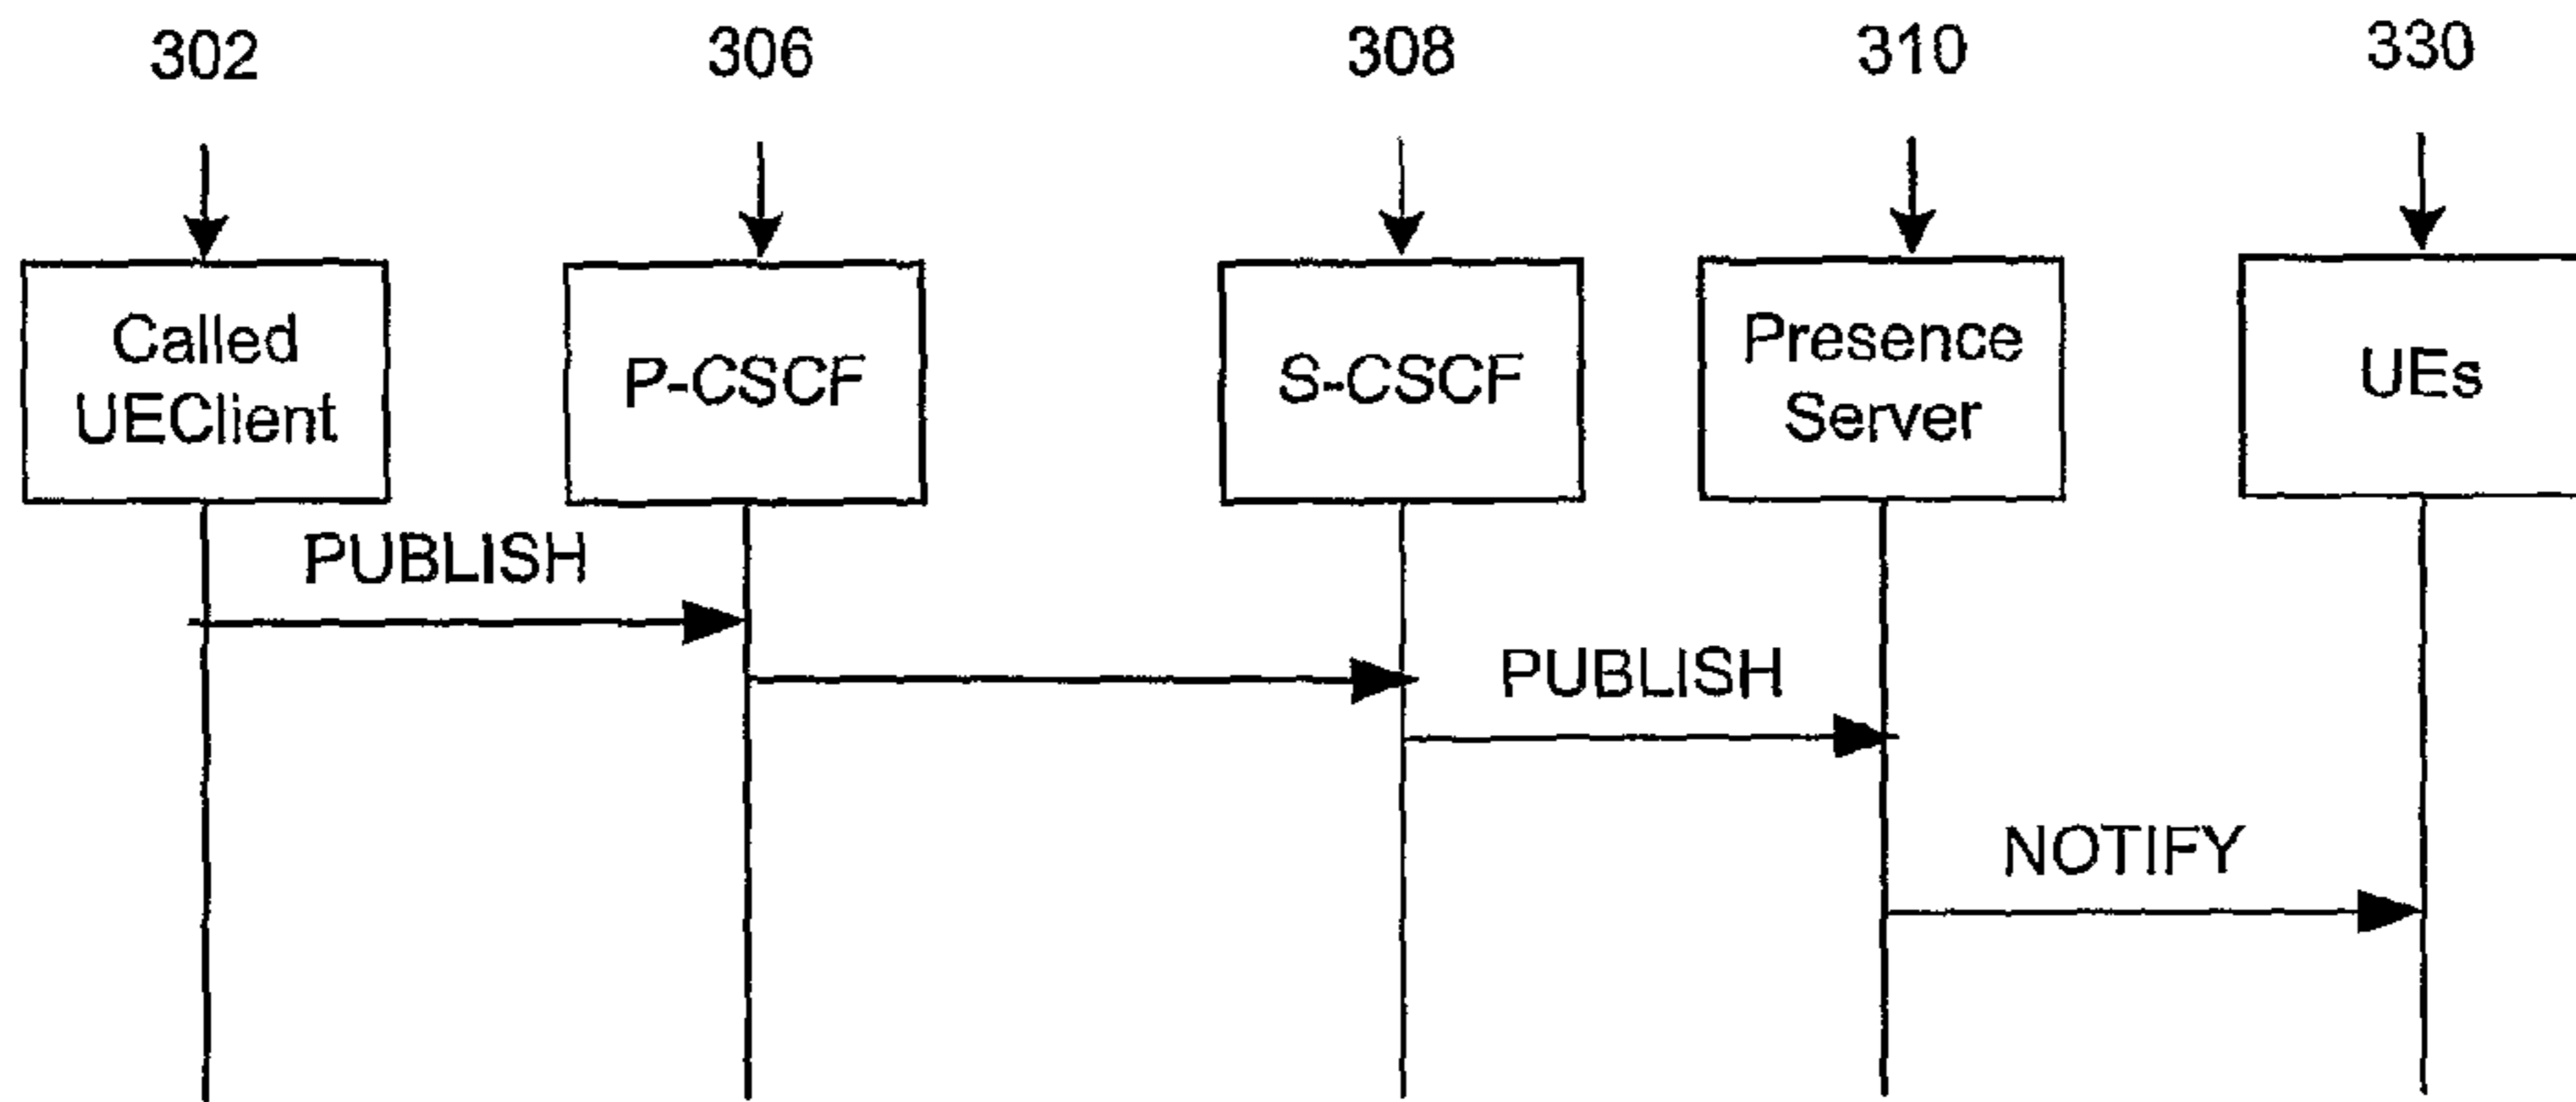 302
306
308
310
330
Called
UEClient
P-CSCF
S-CSCF
Presence
Server
UEs
PUBLISH
PUBLISH
NOTIFY